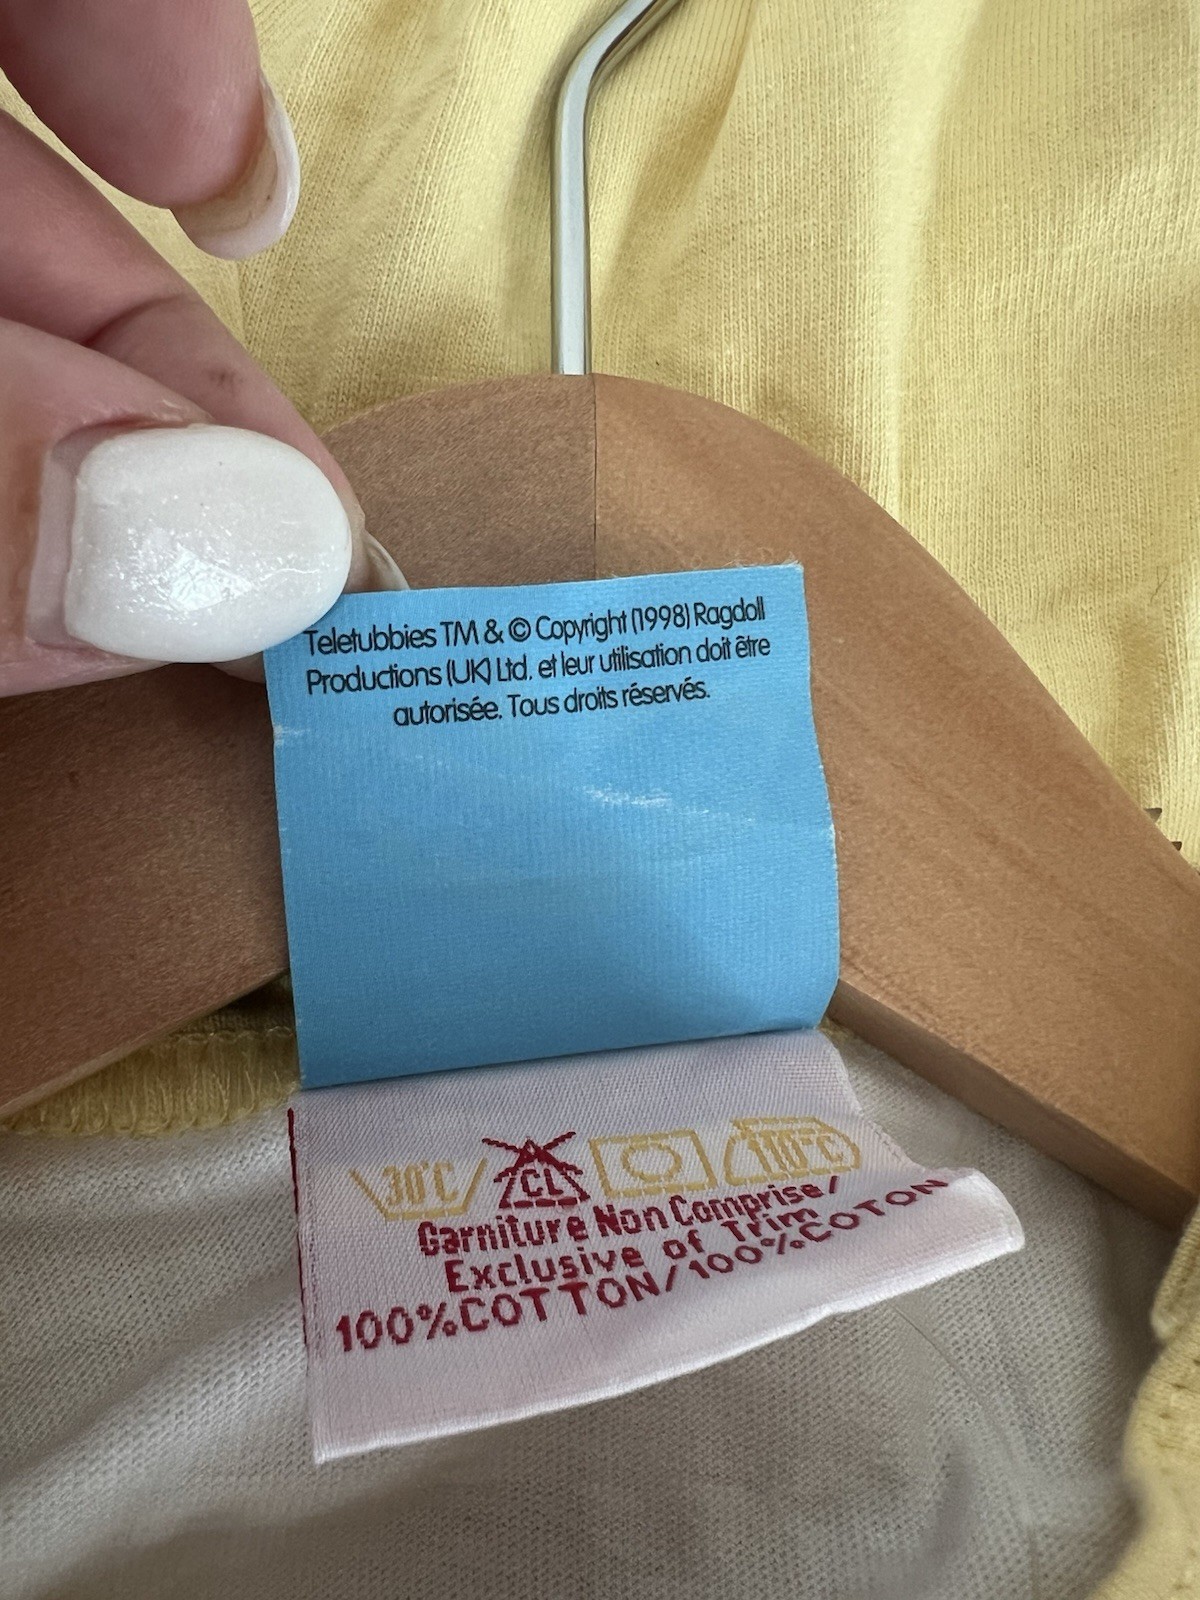 Teletubbies TM & © Copyright (1998) Ragdoll
Productions (UK) Ltd. et leur utilisation doit être
autorisée. Tous droits réservés.
30°C CL 110°C
Garniture Non Comprise/
Exclusive of Trim
100%COTTON/100%COTON